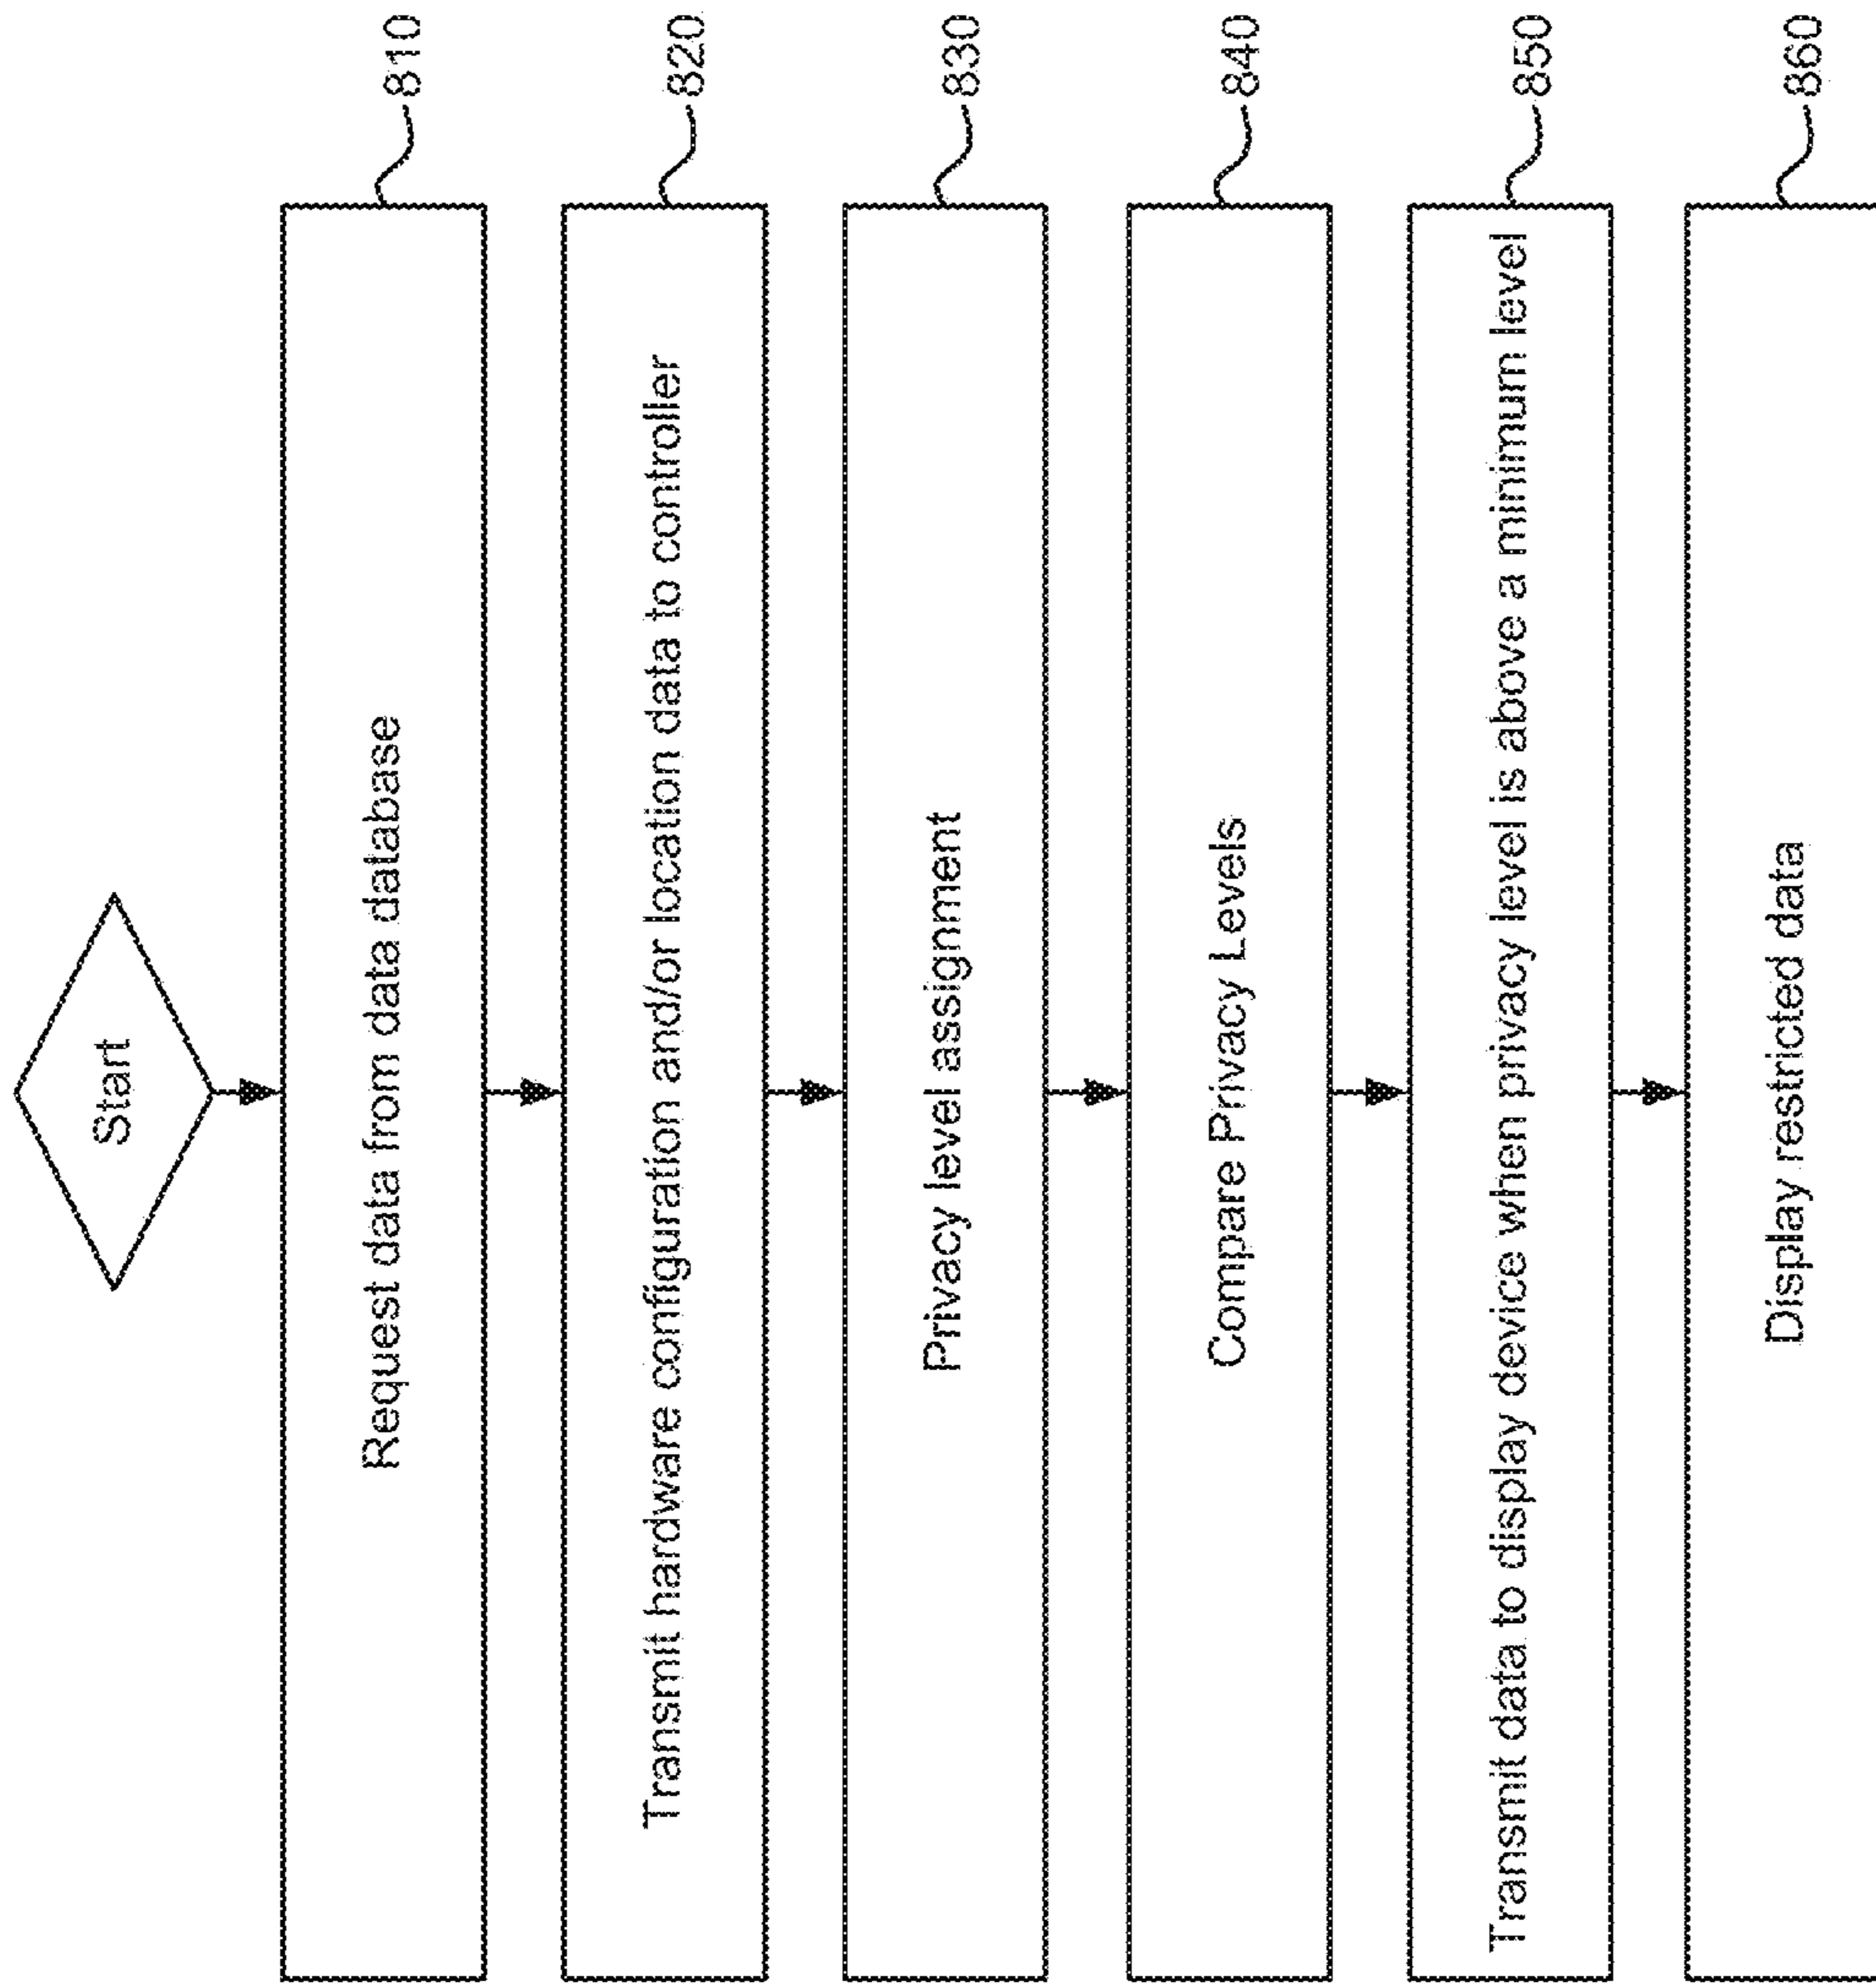 Start
Request data from data database
810
Transmit hardware configuration and/or location data to controller
820
Privacy level assignment
830
Compare Privacy Levels
840
Transmit data to display device when privacy level is above a minimum level
850
Display restricted data
860